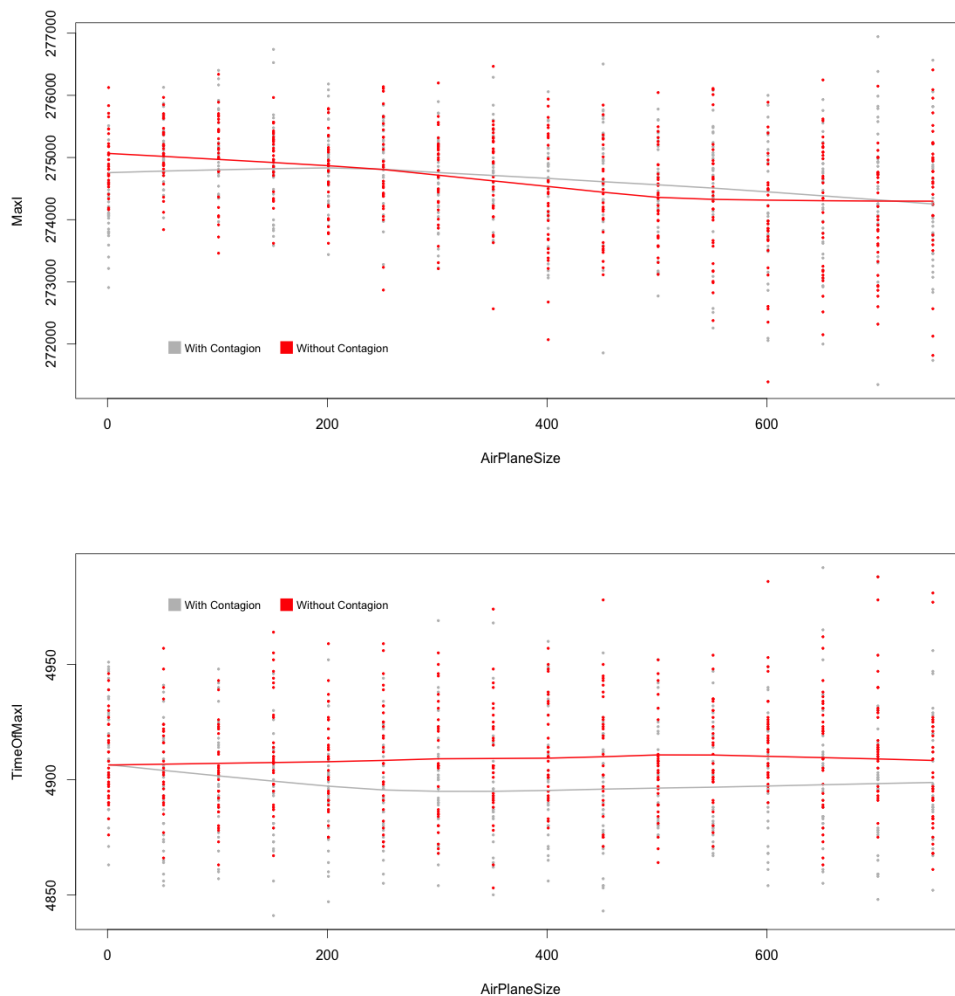 277000
276000
275000
274000
273000
272000
MaxI
With Contagion
Without Contagion
0
200
400
600
AirPlaneSize
With Contagion
Without Contagion
4950
4900
4850
TimeOfMaxI
0
200
400
600
AirPlaneSize